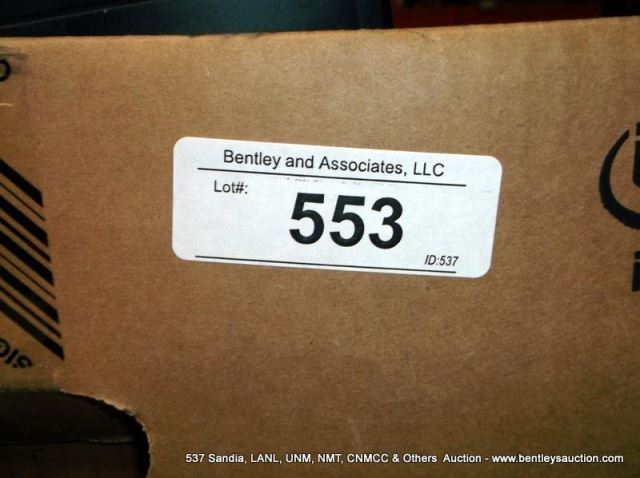 Bentley and Associates, LLC
Lot#:
553
ID:537
537 Sandia, LANL, UNM, NMT, CNMCC & Others Auction - www.bentleysauction.com